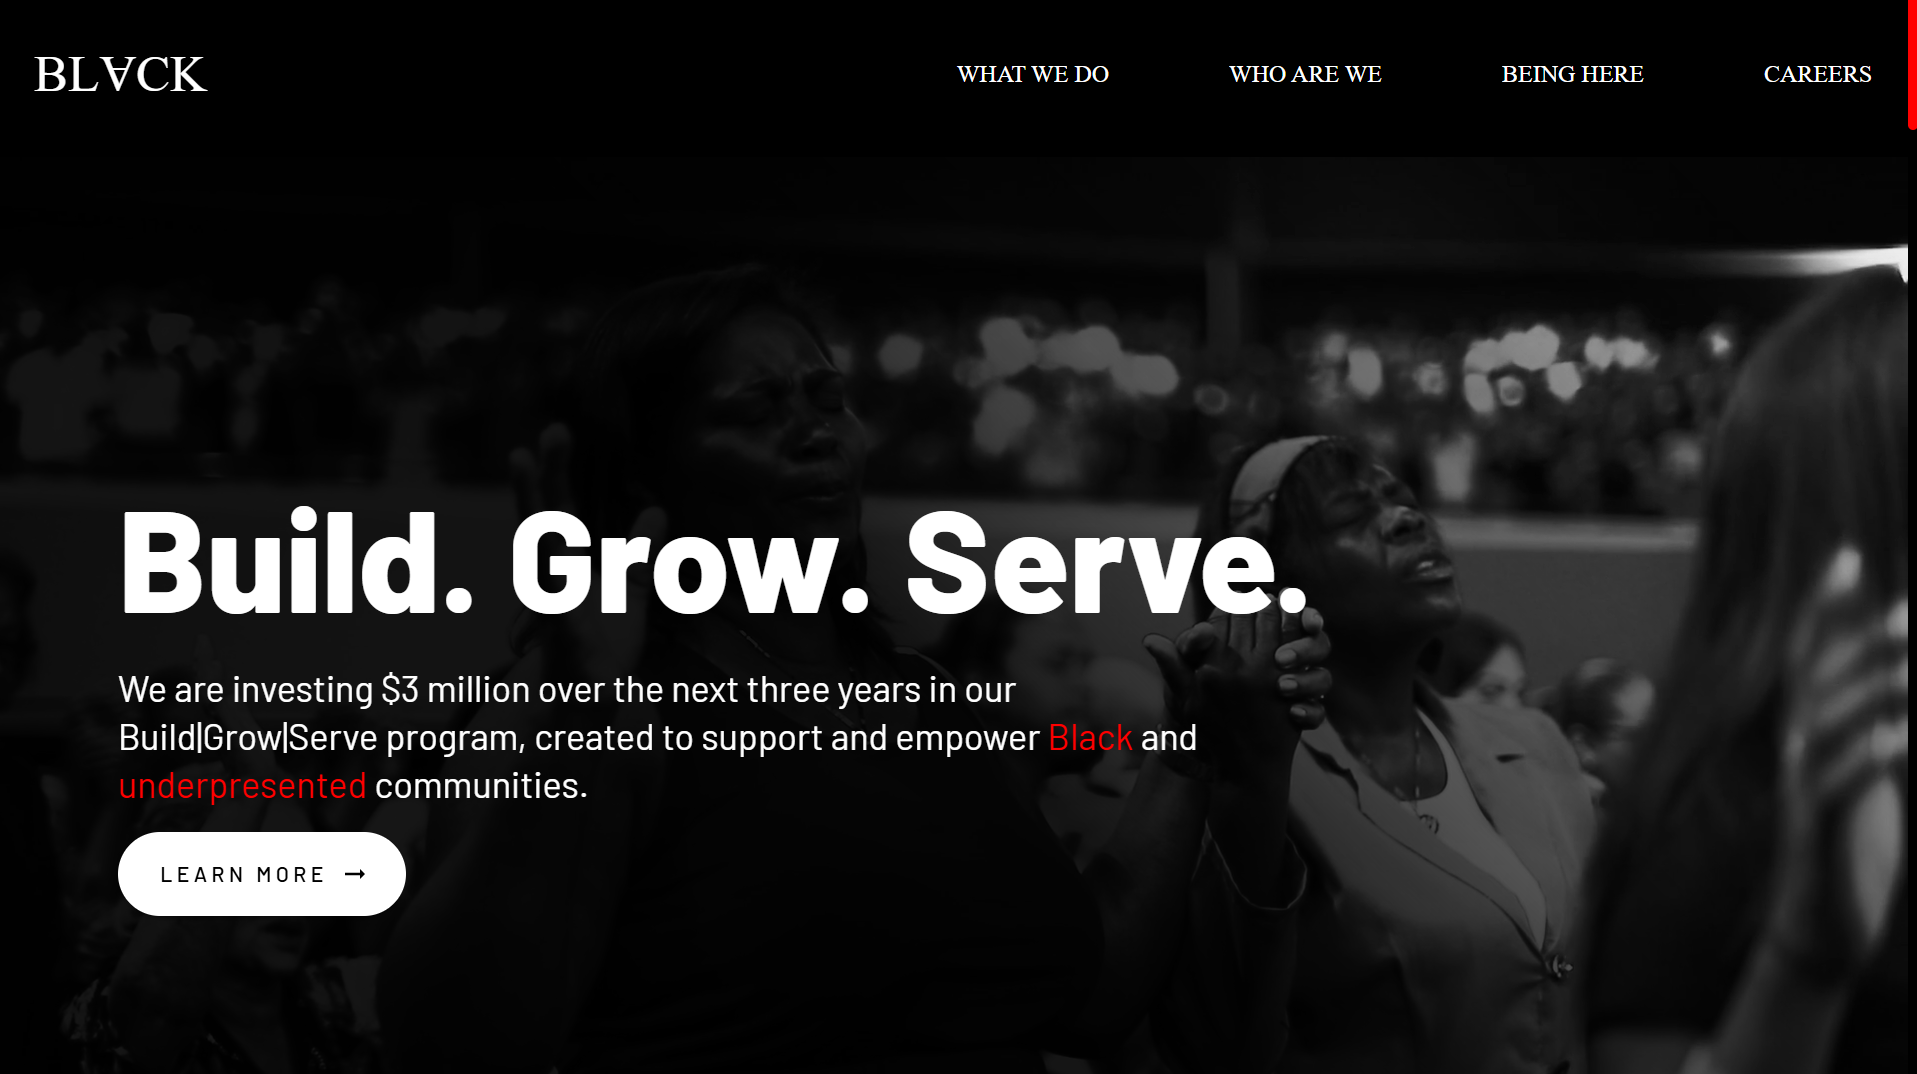 BL∀CK
WHAT WE DO
WHO ARE WE
BEING HERE
CAREERS
Build. Grow. Serve.
We are investing $3 million over the next three years in our
Build|Grow|Serve program, created to support and empower Black and
underpresented communities.
LEARN MORE →